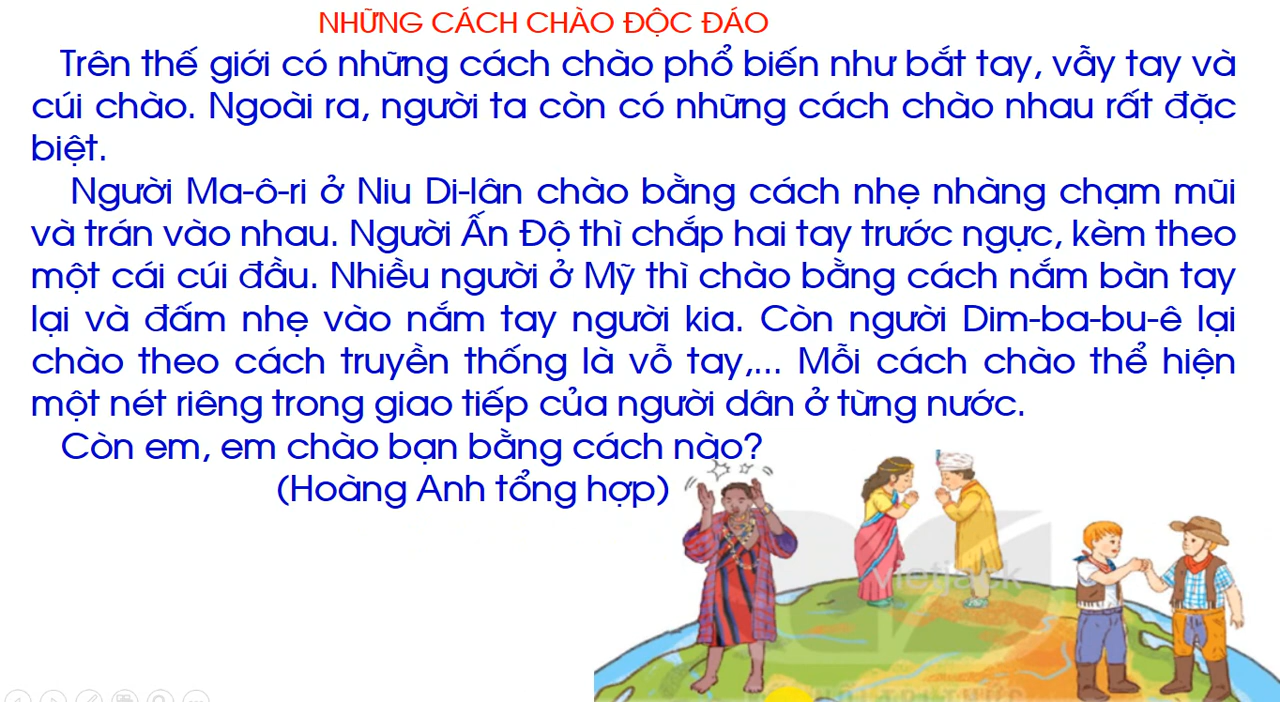 NHỮNG CÁCH CHÀO ĐỘC ĐÁO
Trên thế giới có những cách chào phổ biến như bắt tay, vẫy tay và
cúi chào. Ngoài ra, người ta còn có những cách chào nhau rất đặc
biệt.
Người Ma-ô-ri ở Niu Di-lân chào bằng cách nhẹ nhàng chạm mũi
và trán vào nhau. Người Ấn Độ thì chắp hai tay trước ngực, kèm theo
một cái cúi đầu. Nhiều người ở Mỹ thì chào bằng cách nắm bàn tay
lại và đấm nhẹ vào nắm tay người kia. Còn người Dim-ba-bu-ê lại
chào theo cách truyền thống là vỗ tay,... Mỗi cách chào thể hiện
một nét riêng trong giao tiếp của người dân ở từng nước.
Còn em, em chào bạn bằng cách nào?
(Hoàng Anh tổng hợp)
vietjack